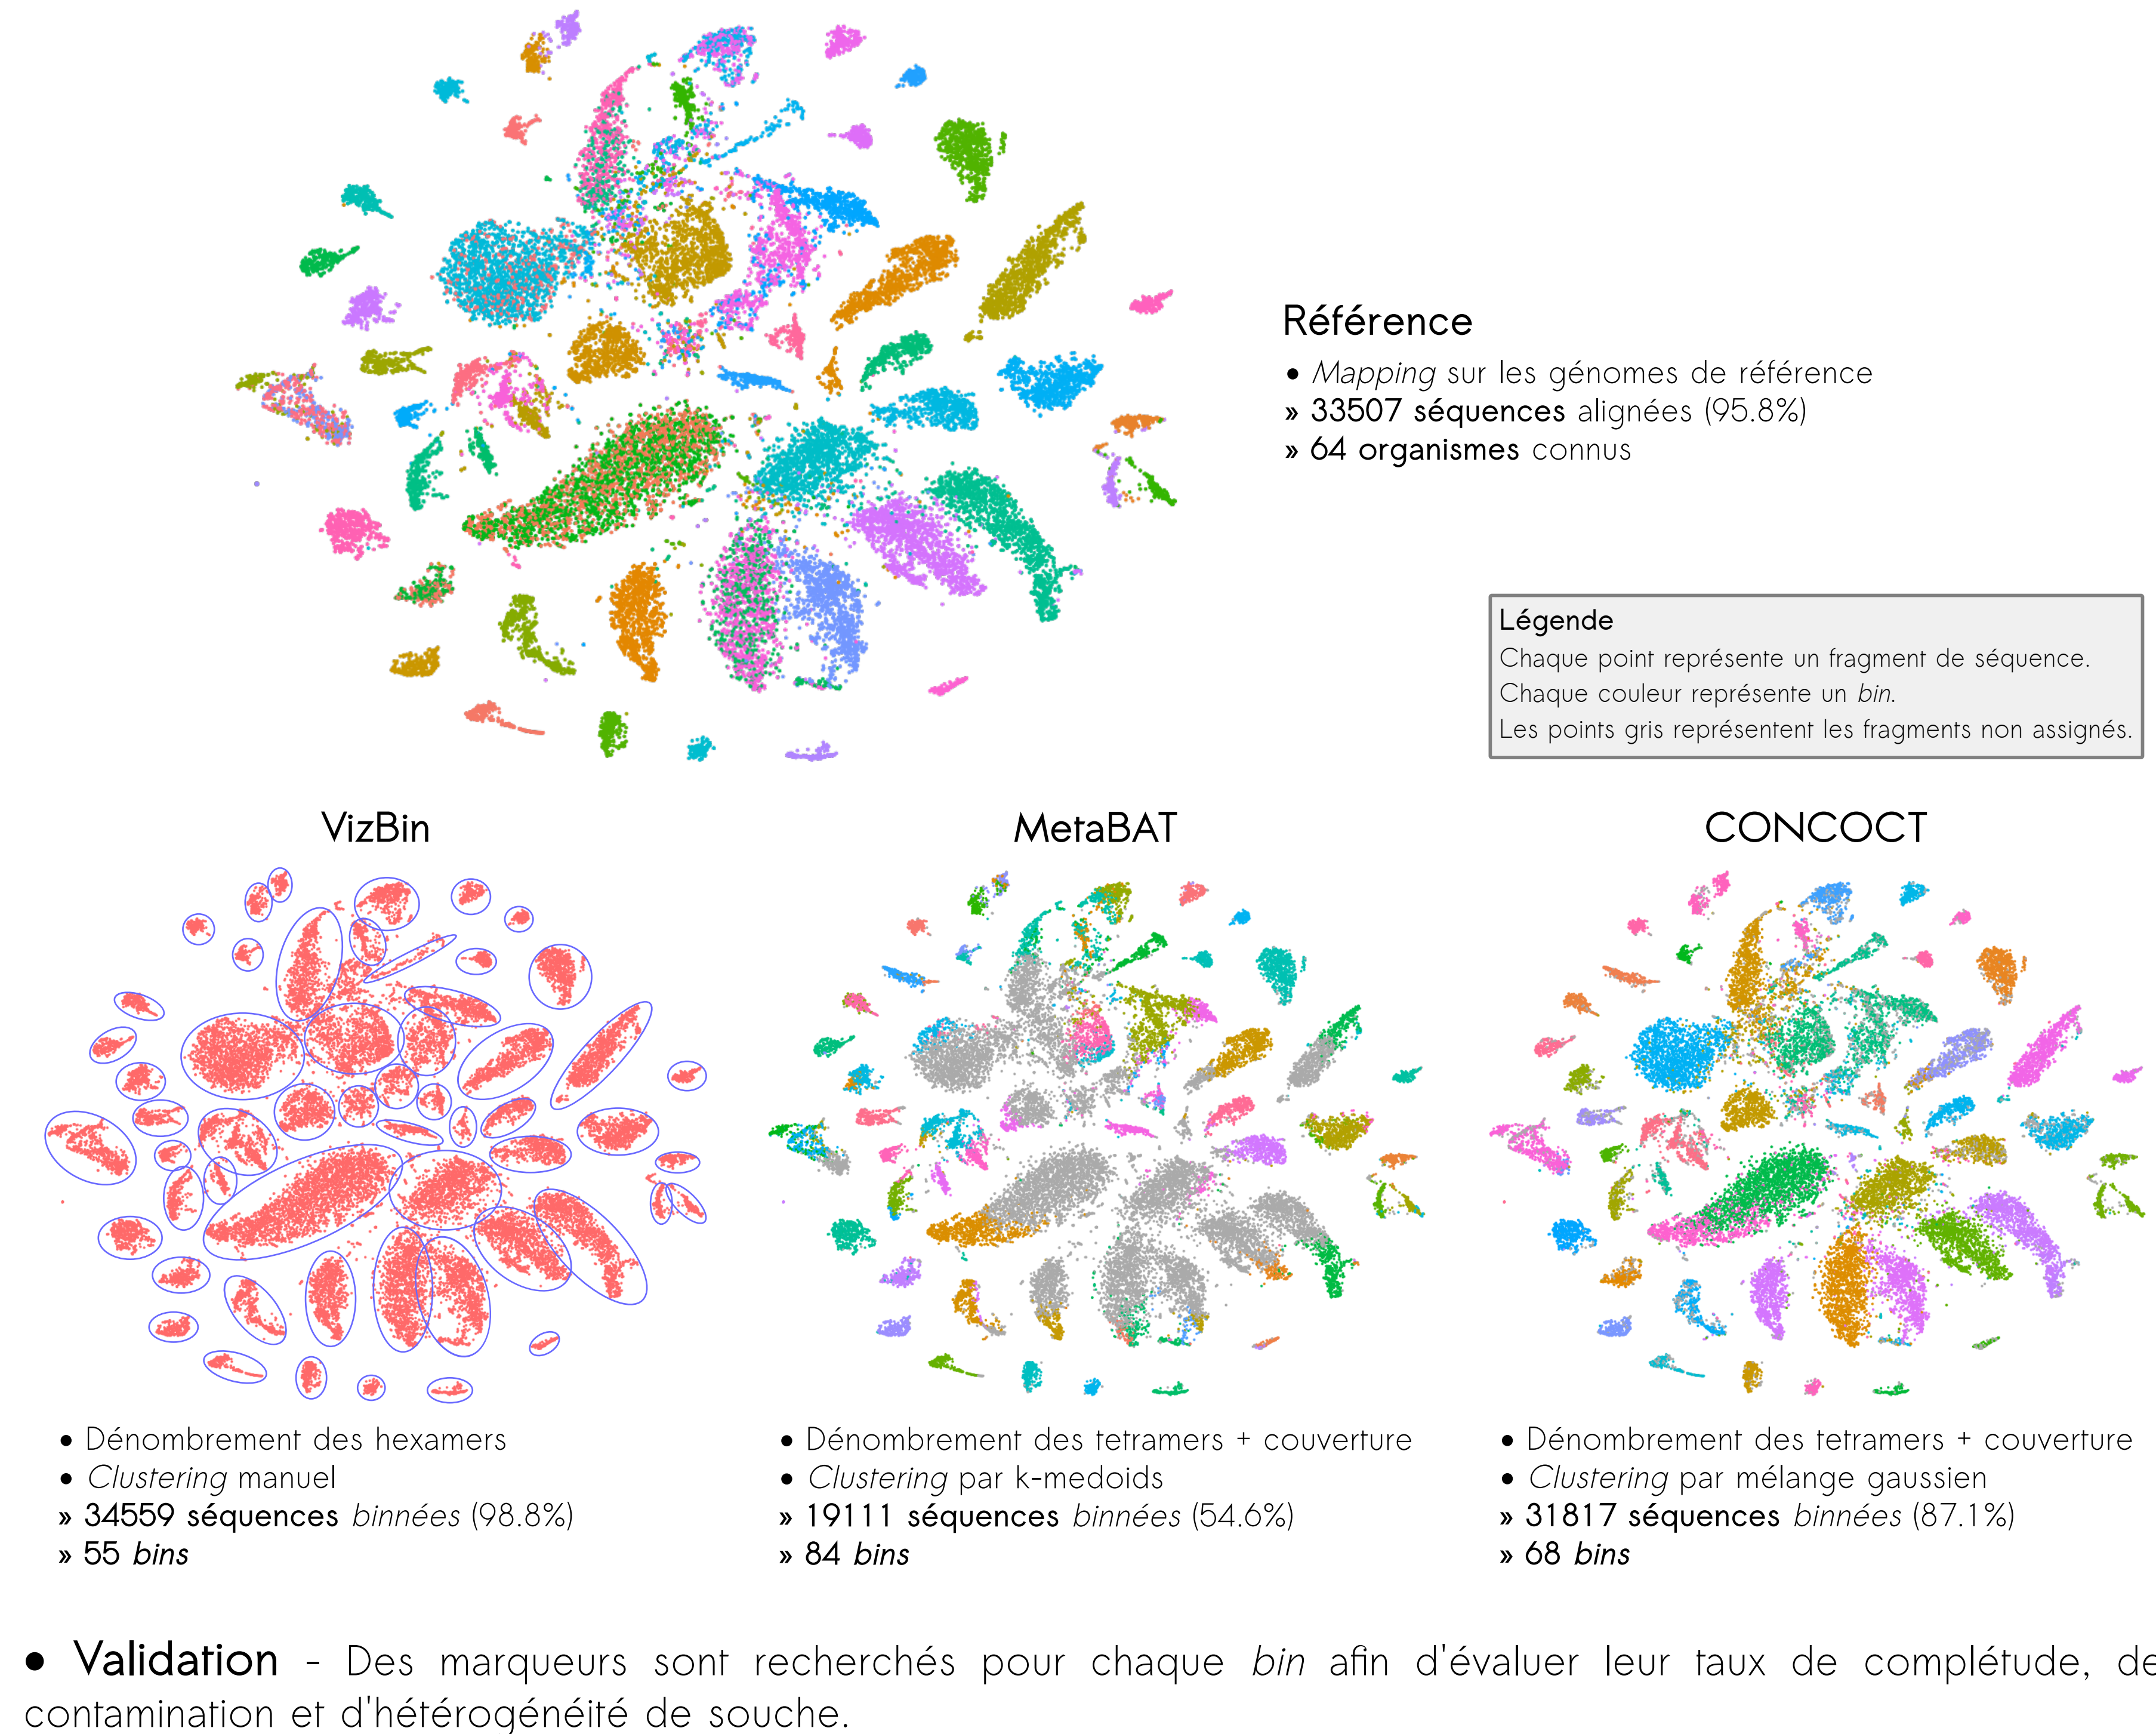 Référence
• Mapping sur les génomes de référence
» 33507 séquences alignées (95.8%)
» 64 organismes connus
Légende
Chaque point représente un fragment de séquence.
Chaque couleur représente un bin.
Les points gris représentent les fragments non assignés.
VizBin
• Dénombrement des hexamers
• Clustering manuel
» 34559 séquences binnées (98.8%)
» 55 bins
MetaBAT
• Dénombrement des tetramers + couverture
• Clustering par k-medoids
» 19111 séquences binnées (54.6%)
» 84 bins
CONCOCT
• Dénombrement des tetramers + couverture
• Clustering par mélange gaussien
» 31817 séquences binnées (87.1%)
» 68 bins
• Validation - Des marqueurs sont recherchés pour chaque bin afin d'évaluer leur taux de complétude, de
contamination et d'hétérogénéité de souche.